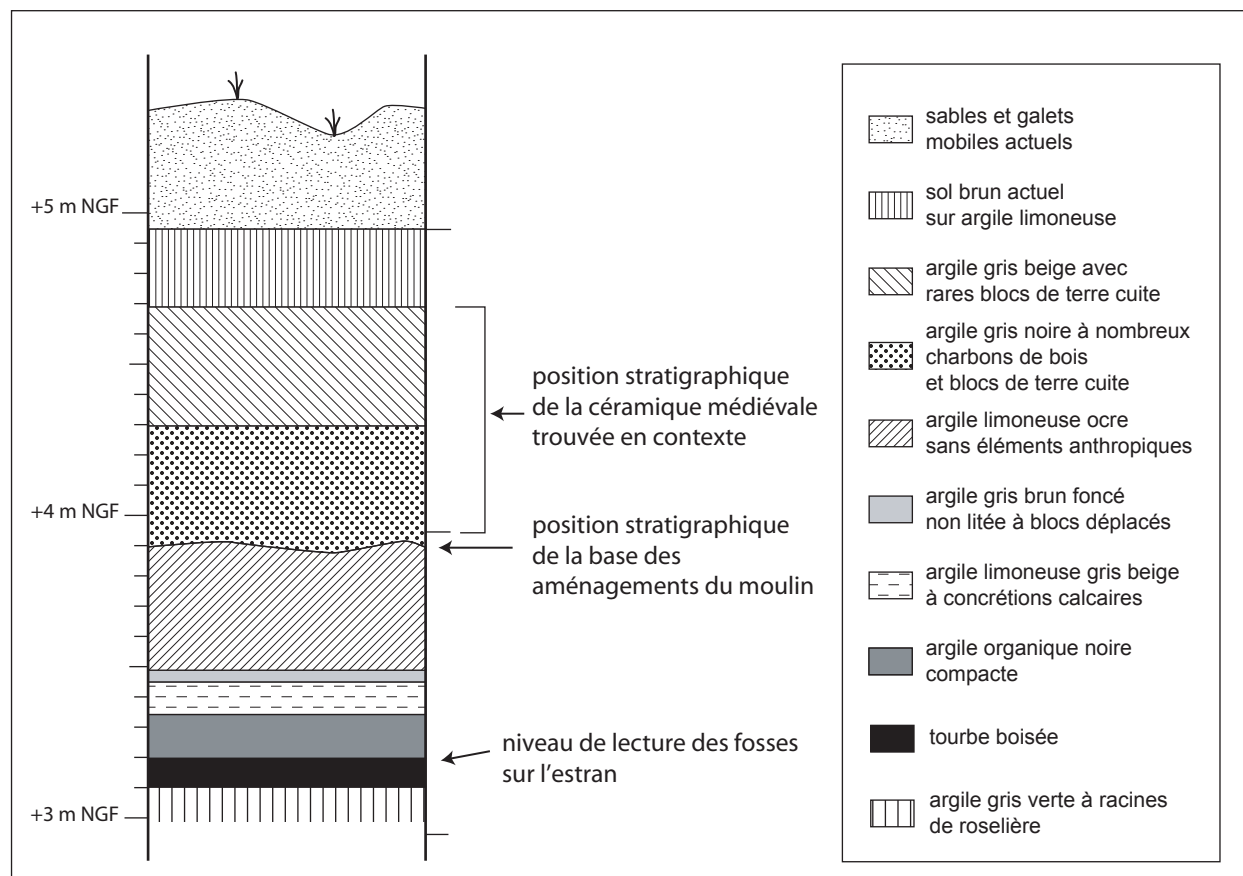 +5 m NGF
+4 m NGF
+3 m NGF
position stratigraphique
de la céramique médiévale
trouvée en contexte
position stratigraphique
de la base des
aménagements du moulin
niveau de lecture des fosses
sur l'estran
sables et galets
mobiles actuels
sol brun actuel
sur argile limoneuse
argile gris beige avec
rares blocs de terre cuite
argile gris noire à nombreux
charbons de bois
et blocs de terre cuite
argile limoneuse ocre
sans éléments anthropiques
argile gris brun foncé
non litée à blocs déplacés
argile limoneuse gris beige
à concrétions calcaires
argile organique noire
compacte
tourbe boisée
argile gris verte à racines
de roselière